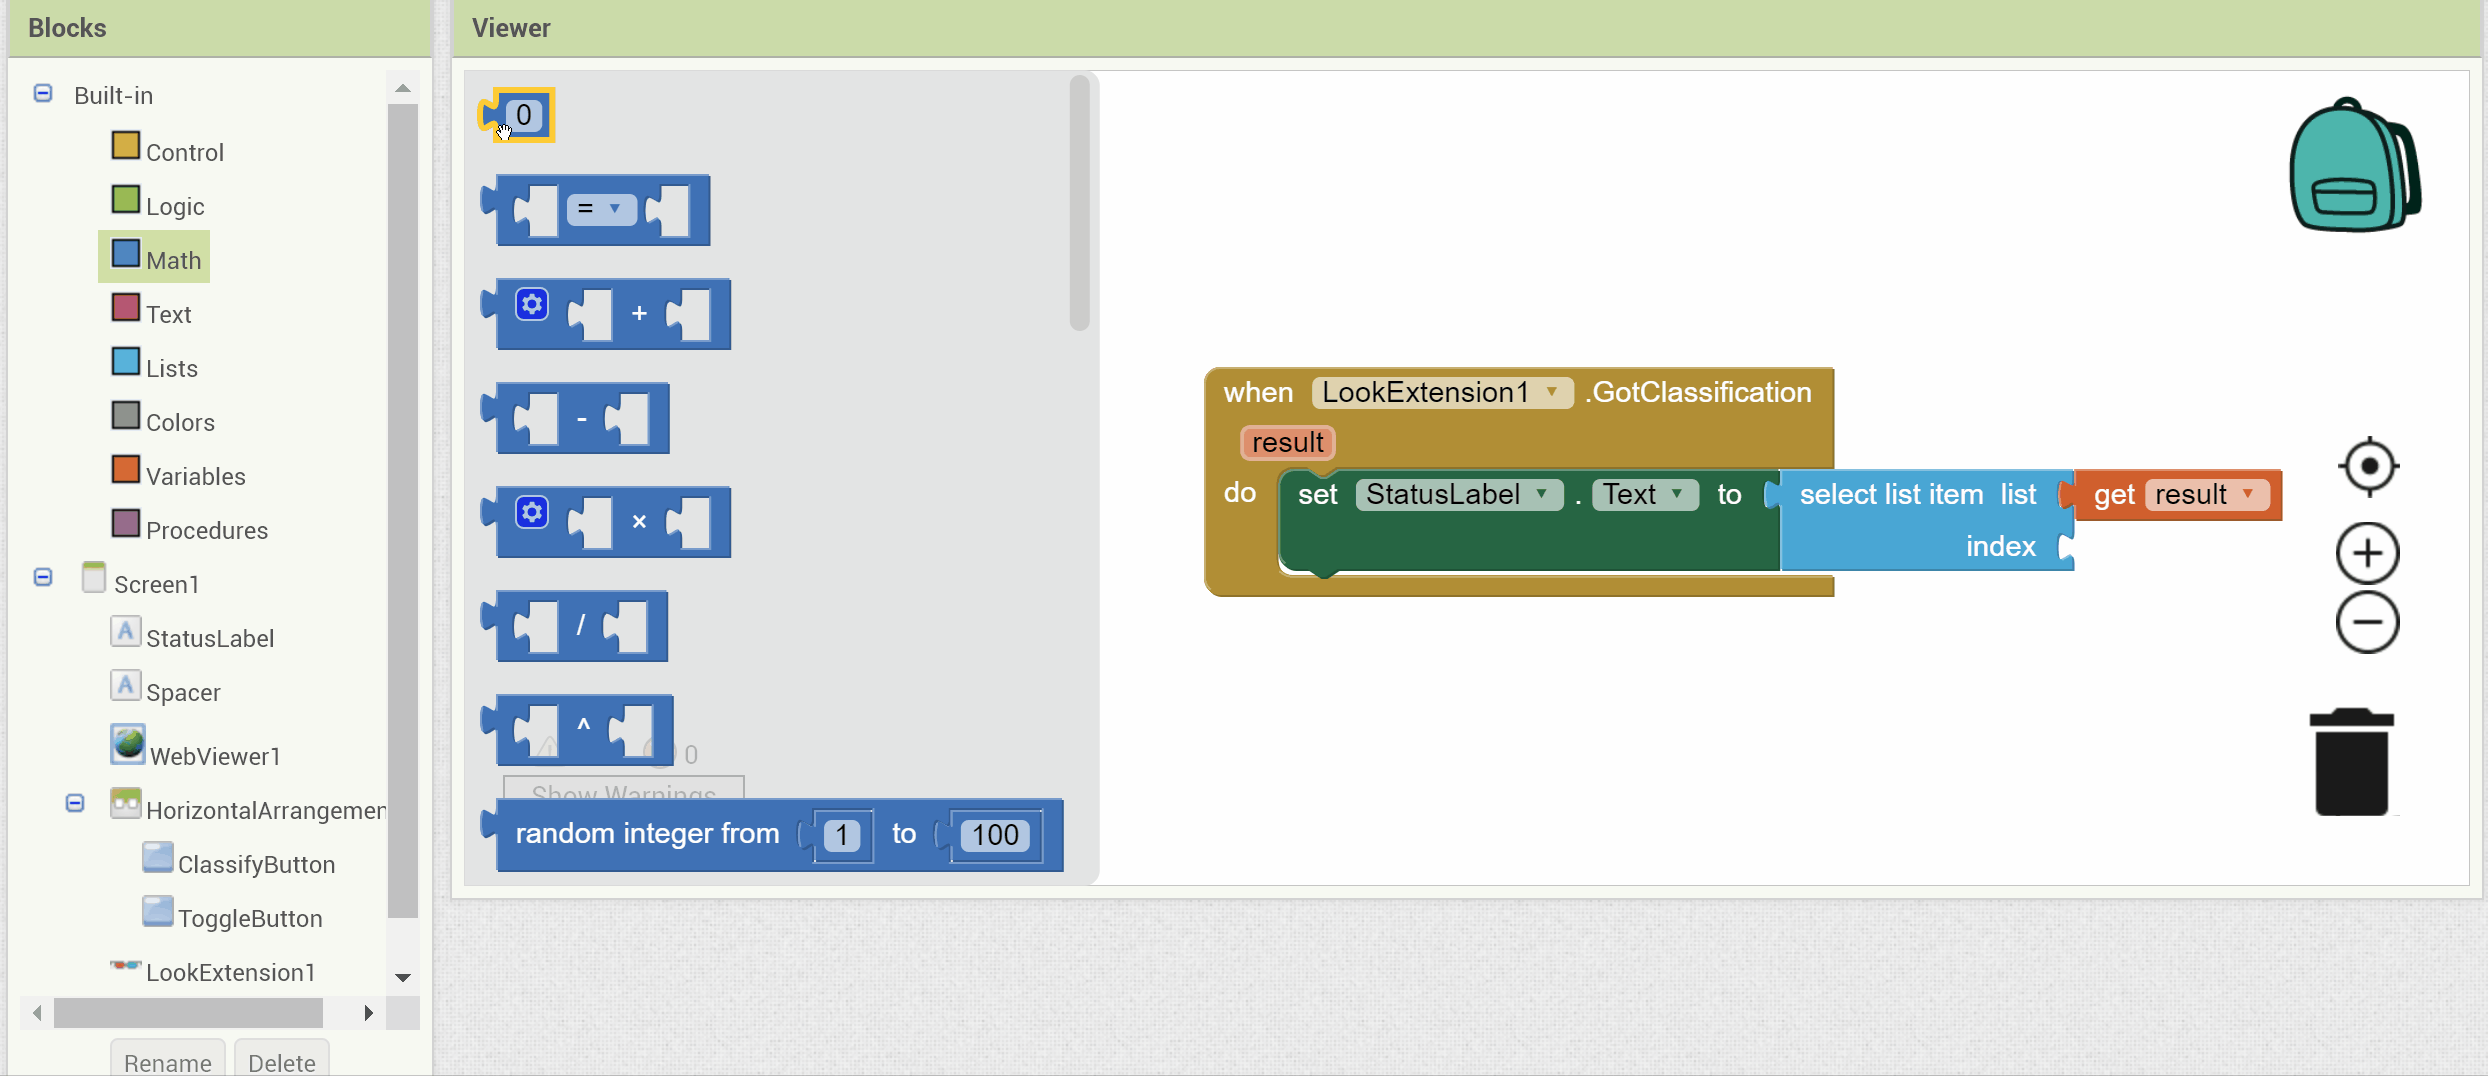 Blocks
Built-in
Control
Logic
Math
Text
Lists
Colors
Variables
Procedures
Screen1
StatusLabel
Spacer
WebViewer1
HorizontalArrangemen
ClassifyButton
ToggleButton
LookExtension1
Rename Delete
Viewer
0
=
+
-
×
/
^
0
Show Warnings
random integer from 1 to 100
when LookExtension1 .GotClassification
result
do set StatusLabel . Text to select list item list get result
index